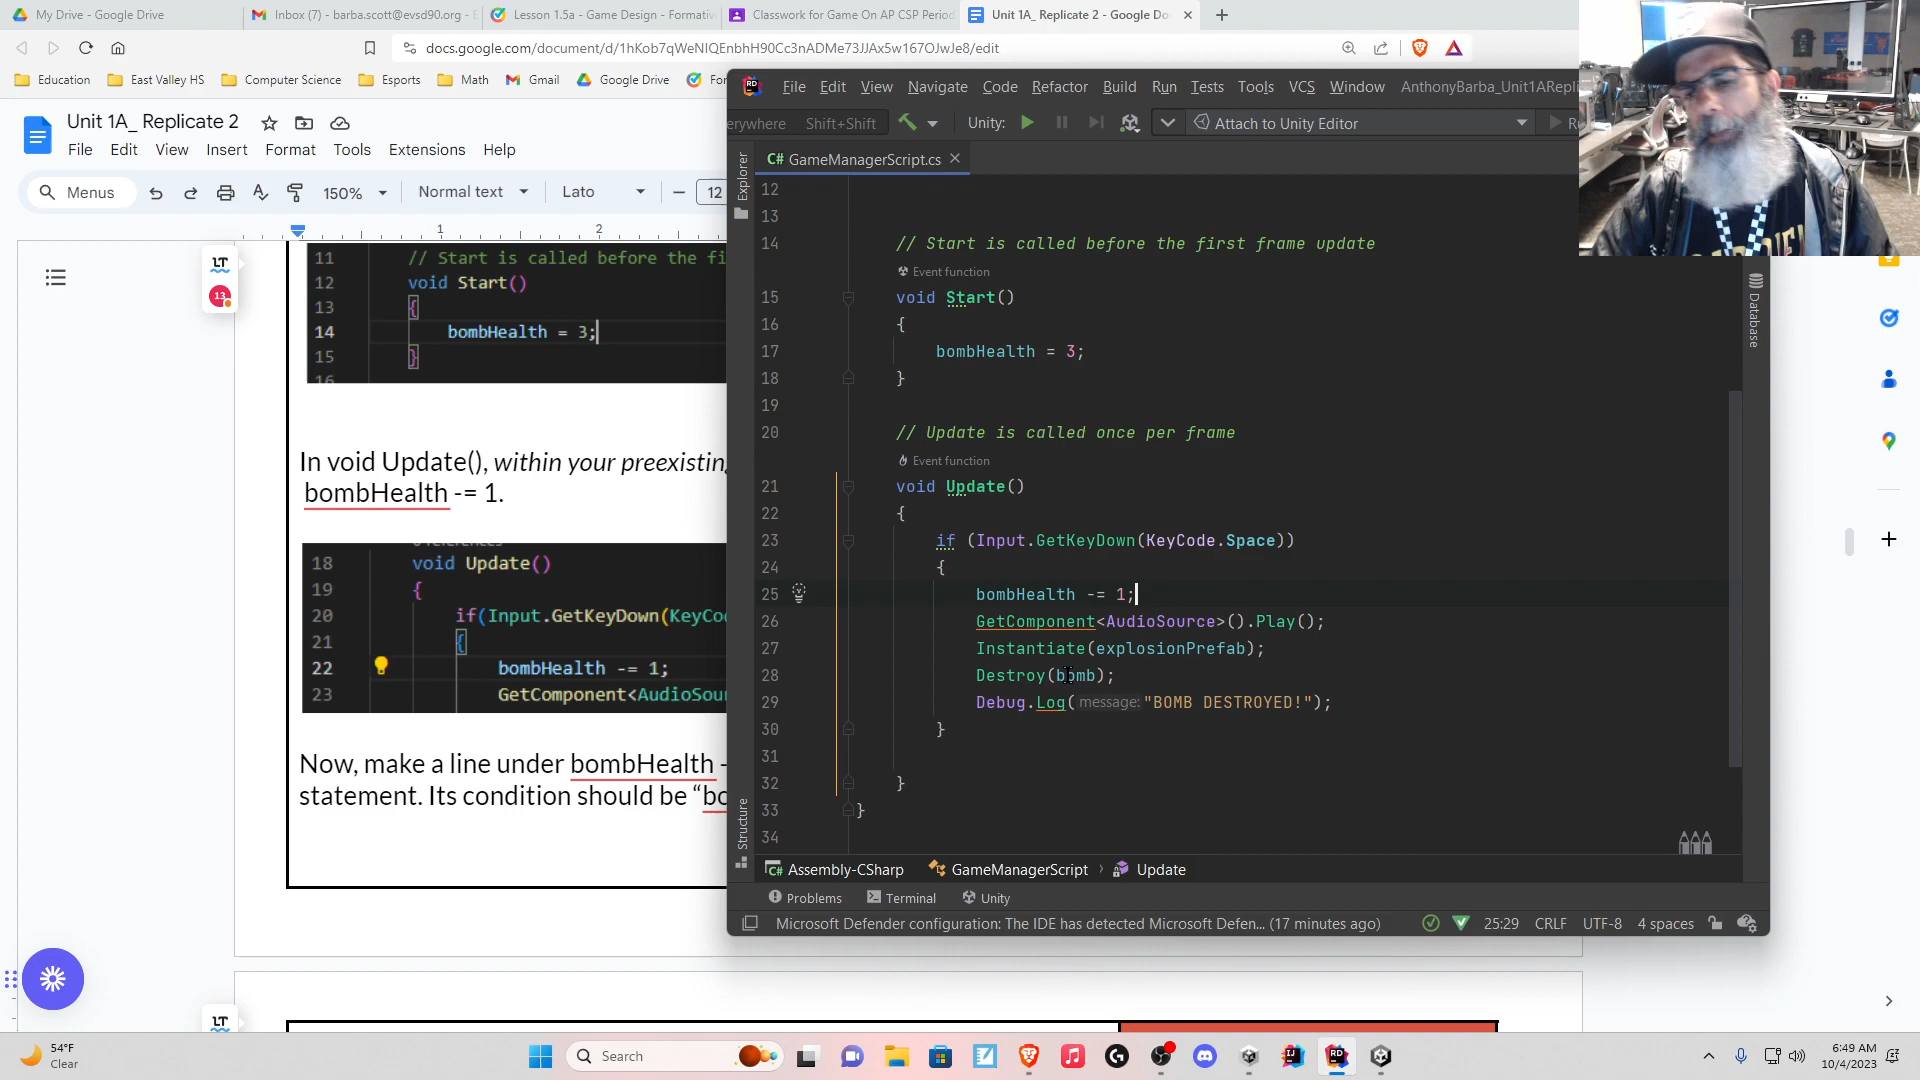 My Drive - Google Drive
Inbox (7) - barba.scott@evsd90.org -
Lesson 1.5a - Game Design - Formativ
Classwork for Game On AP CSP Period
Unit 1A_ Replicate 2 - Google Do
docs.google.com/document/d/1hKob7qWeNIQEnbhH90Cc3nADMe73JJAx5w167OJwJe8/edit
Education
East Valley HS
Computer Science
Esports
Math
Gmail
Google Drive
For
Unit 1A_ Replicate 2
File Edit View Insert Format Tools Extensions Help
Menus
150%
Normal text
Lato
12
1
2
LT
13
11 // Start is called before the fi
12 void Start()
13 {
14 bombHealth = 3;
15 }
16
In void Update(), within your preexisting
bombHealth -= 1.
18 void Update()
19 {
20 if(Input.GetKeyDown(KeyCo
21 {
22 bombHealth -= 1;
23 GetComponent<AudioSou
Now, make a line under bombHealth -
statement. Its condition should be “bo
LT
RD
File Edit View Navigate Code Refactor Build Run Tests Tools VCS Window AnthonyBarba_Unit1ARepli
erywhere Shift+Shift
Unity:
Attach to Unity Editor
C# GameManagerScript.cs
Explorer
Structure
Database
12
13
14 // Start is called before the first frame update
Event function
15 void Start()
16 {
17 bombHealth = 3;
18 }
19
20 // Update is called once per frame
Event function
21 void Update()
22 {
23 if (Input.GetKeyDown(KeyCode.Space))
24 {
25 bombHealth -= 1;
26 GetComponent<AudioSource>().Play();
27 Instantiate(explosionPrefab);
28 Destroy(bomb);
29 Debug.Log(message: "BOMB DESTROYED!");
30 }
31
32 }
33 }
34
C# Assembly-CSharp
GameManagerScript
Update
Problems
Terminal
Unity
Microsoft Defender configuration: The IDE has detected Microsoft Defen... (17 minutes ago)
25:29 CRLF UTF-8 4 spaces
54°F
Clear
Search
6:49 AM
10/4/2023